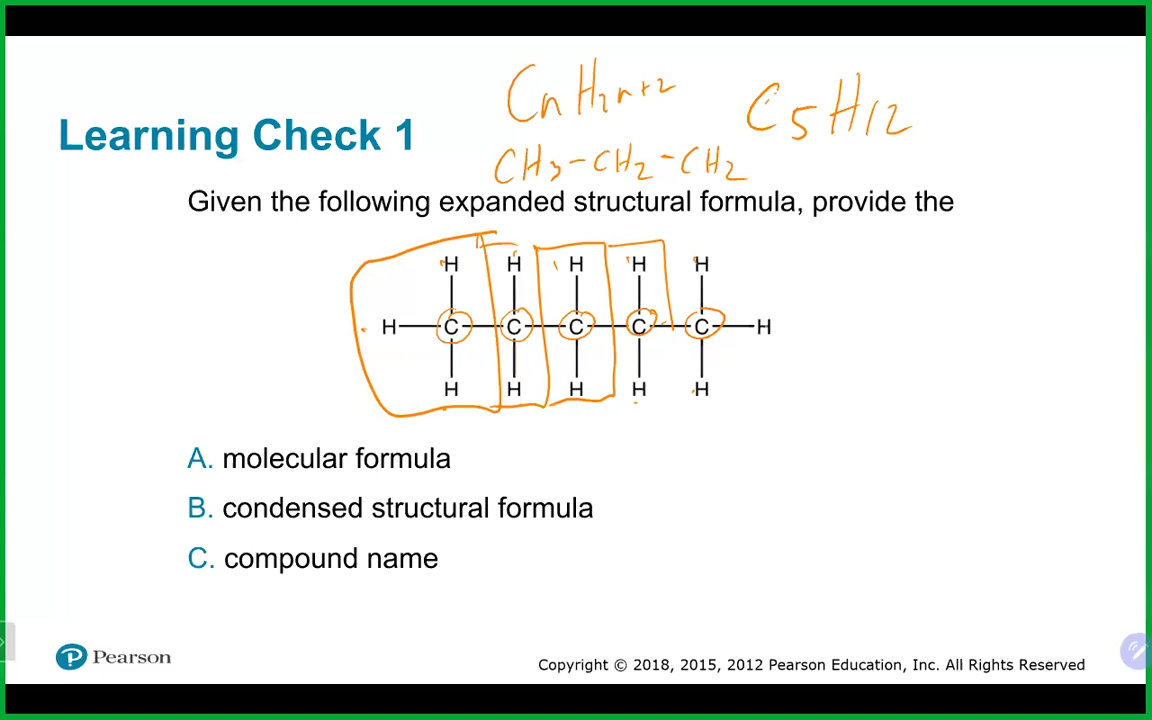 CnH2n+2
C5H12
Learning Check 1
CH3-CH2-CH2
Given the following expanded structural formula, provide the
H H H H H
H C C C C C H
H H H H H
A. molecular formula
B. condensed structural formula
C. compound name
P Pearson
Copyright © 2018, 2015, 2012 Pearson Education, Inc. All Rights Reserved